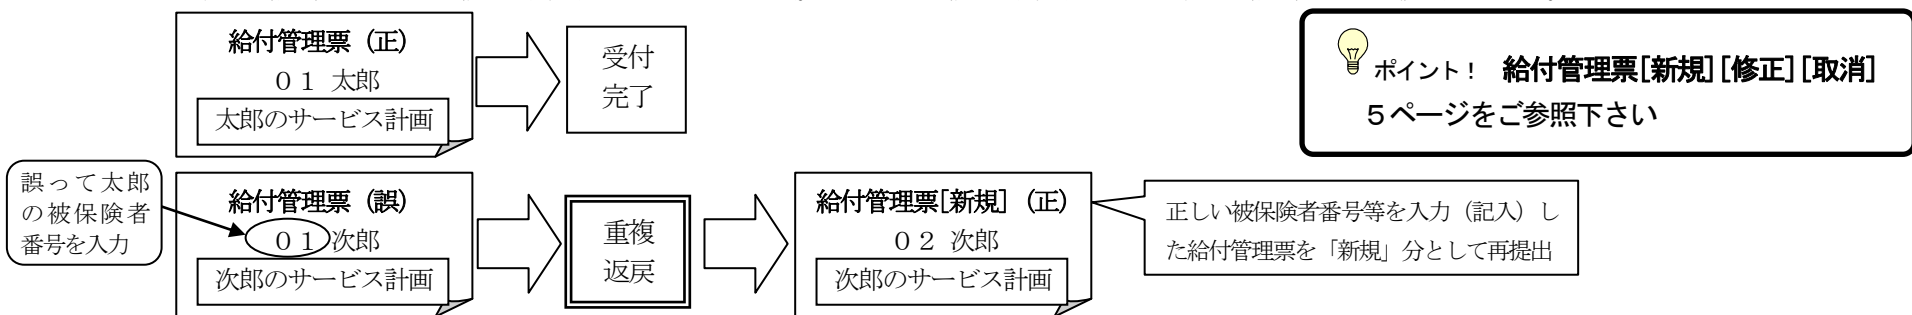 給付管理票（正）
０１ 太郎
太郎のサービス計画
受付
完了
ポイント！ 給付管理票[新規][修正][取消]
５ページをご参照下さい
誤って太郎
の被保険者
番号を入力
給付管理票（誤）
０１ 次郎
次郎のサービス計画
重複
返戻
給付管理票[新規]（正）
０２ 次郎
次郎のサービス計画
正しい被保険者番号等を入力（記入）し
た給付管理票を「新規」分として再提出